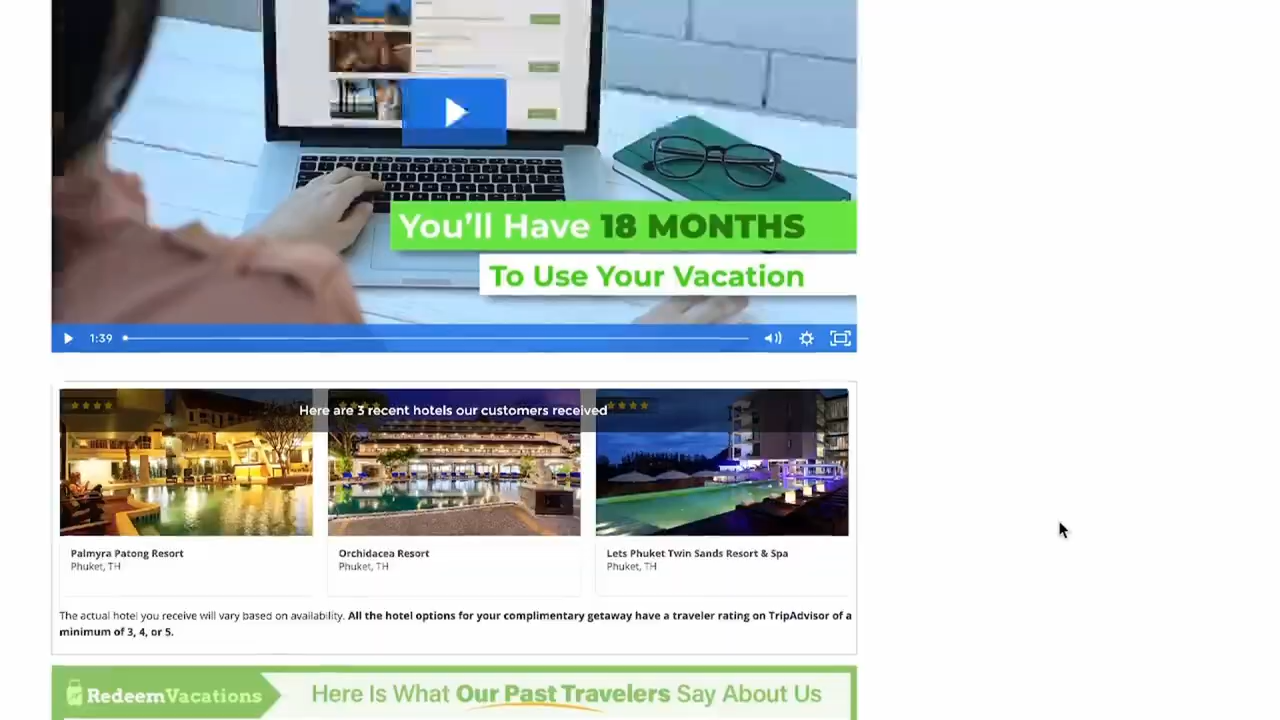 You'll Have 18 MONTHS
To Use Your Vacation
1:39
Here are 3 recent hotels our customers received
Palmyra Patong Resort
Phuket, TH
Orchidacea Resort
Phuket, TH
Lets Phuket Twin Sands Resort & Spa
Phuket, TH
The actual hotel you receive will vary based on availability. All the hotel options for your complimentary getaway have a traveler rating on TripAdvisor of a
minimum of 3, 4, or 5.
RedeemVacations Here Is What Our Past Travelers Say About Us